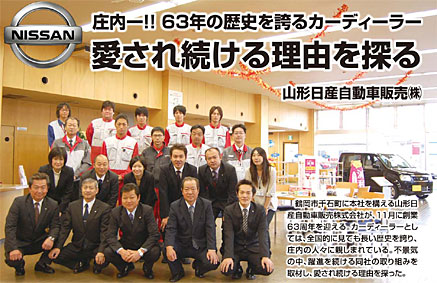 NISSAN
庄内一!! 63年の歴史を誇るカーディーラー
愛され続ける理由を探る
山形日産自動車販売㈱
鶴岡市千石町に本社を構える山形日
産自動車販売株式会社が、11月に創業
63周年を迎える。カーディーラーとし
ては、全国的に見ても長い歴史を誇り、
庄内の人々に親しまれている。不景気
の中、躍進を続ける同社の取り組みを
取材し、愛され続ける理由を探った。